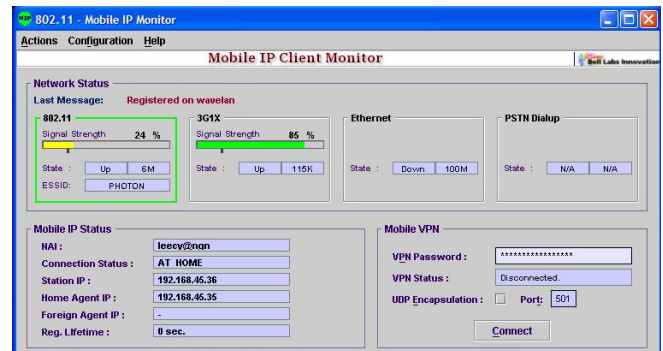 802.11 - Mobile IP Monitor
Actions Configuration Help
Mobile IP Client Monitor
Bell Labs Innovation
Network Status
Last Message: Registered on wavelan
802.11
Signal Strength 24 %
State : Up 6M
ESSID: PHOTON
3G1X
Signal Strength 85 %
State : Up 115K
Ethernet
State : Down 100M
PSTN Dialup
State : N/A N/A
Mobile IP Status
NAI : leecy@nqn
Connection Status : AT HOME
Station IP : 192.168.45.36
Home Agent IP : 192.168.45.35
Foreign Agent IP : -
Reg. Lifetime : 0 sec.
Mobile VPN
VPN Password : *****************
VPN Status : Disconnected.
UDP Encapsulation : Port: 501
Connect